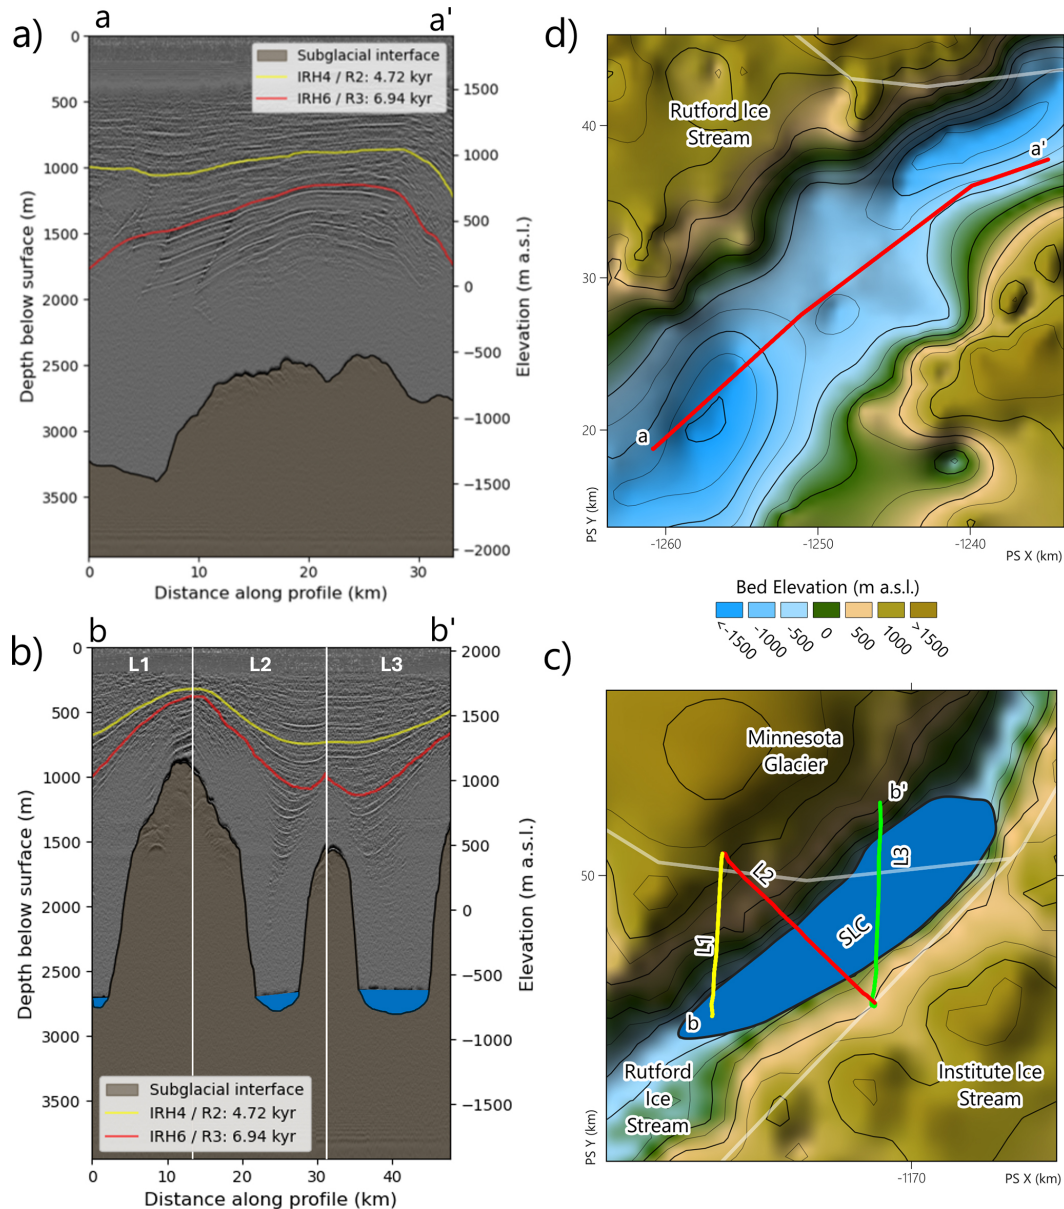 a)
a
a'
Subglacial interface
IRH4 / R2: 4.72 kyr
IRH6 / R3: 6.94 kyr
0
500
1000
1500
2000
2500
3000
3500
Depth below surface (m)
1500
1000
500
0
−500
−1000
−1500
−2000
Elevation (m a.s.l.)
0
10
20
30
Distance along profile (km)
d)
Rutford Ice
Stream
a'
a
40
30
20
PS Y (km)
-1260
-1250
-1240
PS X (km)
Bed Elevation (m a.s.l.)
<-1500
-1000
-500
0
500
1000
>1500
b)
b
b'
L1
L2
L3
0
500
1000
1500
2000
2500
3000
3500
Depth below surface (m)
2000
1500
1000
500
0
−500
−1000
−1500
Elevation (m a.s.l.)
Subglacial interface
IRH4 / R2: 4.72 kyr
IRH6 / R3: 6.94 kyr
0
10
20
30
40
Distance along profile (km)
c)
Minnesota
Glacier
b'
L2
L3
L1
SLC
b
Rutford
Ice
Stream
Institute Ice
Stream
50
PS Y (km)
-1170
PS X (km)